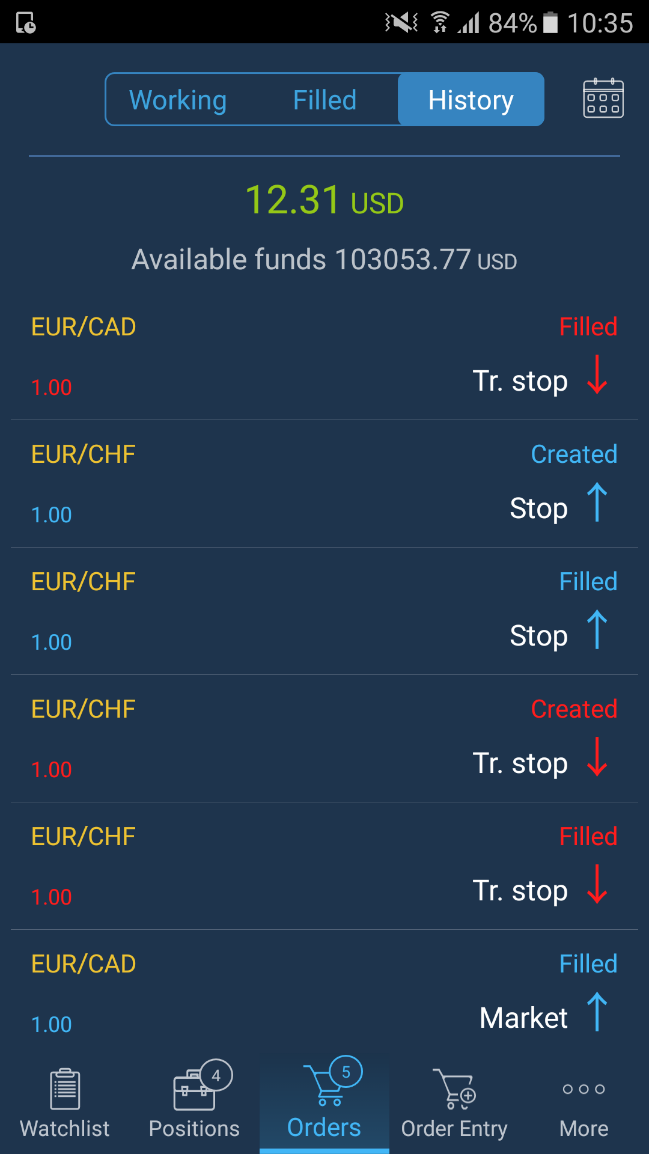 84% 10:35
Working Filled History
12.31 USD
Available funds 103053.77 USD
EUR/CAD Filled
1.00 Tr. stop
EUR/CHF Created
1.00 Stop
EUR/CHF Filled
1.00 Stop
EUR/CHF Created
1.00 Tr. stop
EUR/CHF Filled
1.00 Tr. stop
EUR/CAD Filled
1.00 Market
4 5
Watchlist Positions Orders Order Entry More